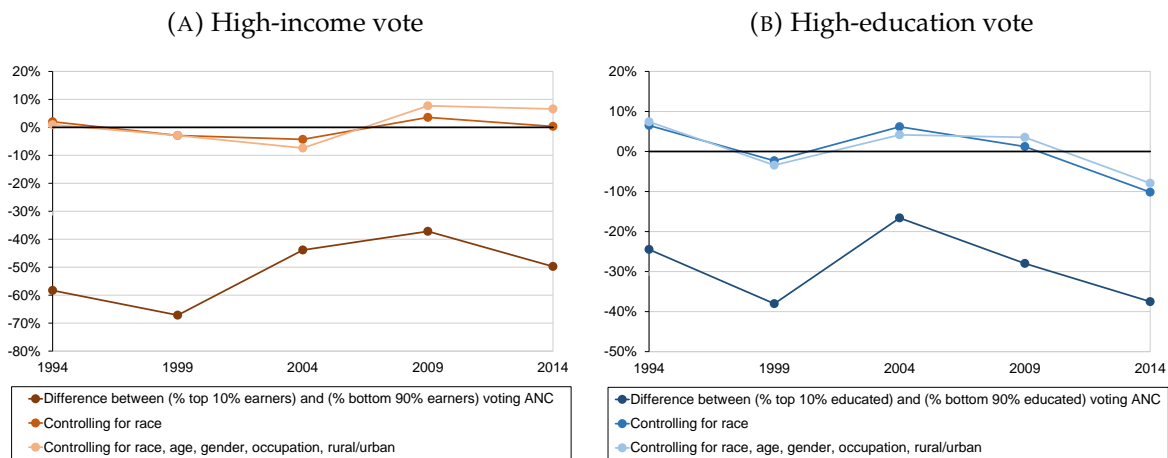 (A) High-income vote
20%
10%
0%
-10%
-20%
-30%
-40%
-50%
-60%
-70%
-80%
1994 1999 2004 2009 2014
Difference between (% top 10% earners) and (% bottom 90% earners) voting ANC
Controlling for race
Controlling for race, age, gender, occupation, rural/urban
(B) High-education vote
20%
10%
0%
-10%
-20%
-30%
-40%
-50%
1994 1999 2004 2009 2014
Difference between (% top 10% educated) and (% bottom 90% educated) voting ANC
Controlling for race
Controlling for race, age, gender, occupation, rural/urban